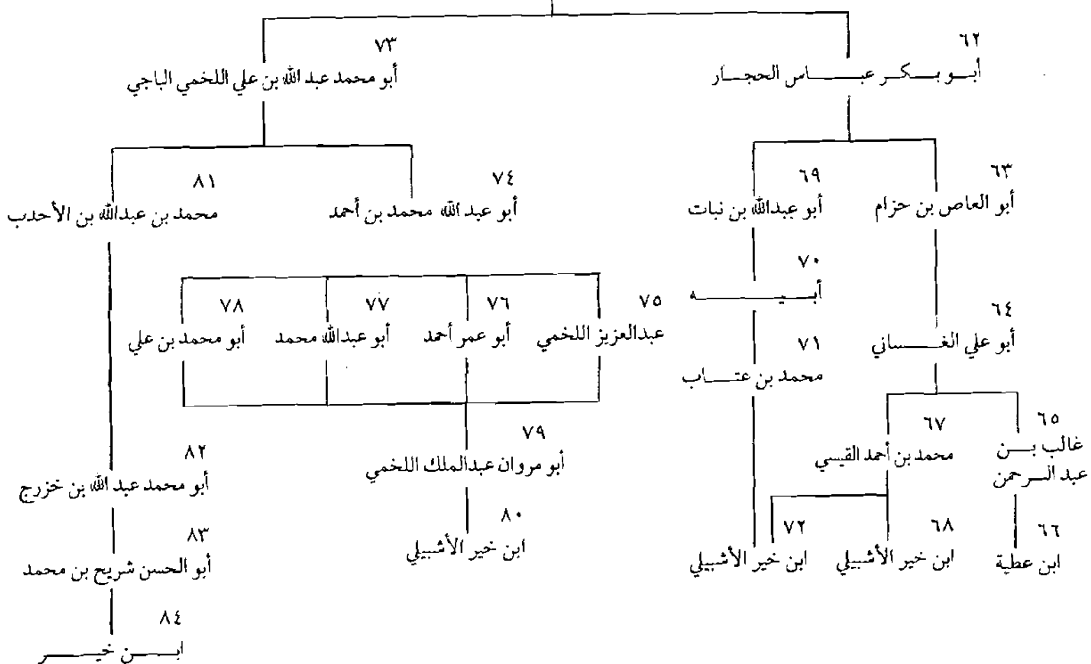 ٦٢
أبو بكر عباس الحجار
٧٣
أبو محمد عبد الله بن علي اللخمي الباجي
٦٣
أبو العاص بن حزام
٦٩
أبو عبدالله بن نبات
٧٤
أبو عبد الله محمد بن أحمد
٨١
محمد بن عبدالله بن الأحدب
٧٠
أبيه
٦٤
أبو علي الغساني
٧١
محمد بن عتاب
٧٥
عبدالعزيز اللخمي
٧٦
أبو عمر أحمد
٧٧
أبو عبدالله محمد
٧٨
أبو محمد بن علي
٦٥
غالب بن
عبد الرحمن
٦٧
محمد بن أحمد القيسي
٧٩
أبو مروان عبدالملك اللخمي
٨٢
أبو محمد عبد الله بن خزرج
٦٦
ابن عطية
٦٨
ابن خير الأشبيلي
٧٢
ابن خير الأشبيلي
٨٠
ابن خير الأشبيلي
٨٣
أبو الحسن شريح بن محمد
٨٤
ابن خير